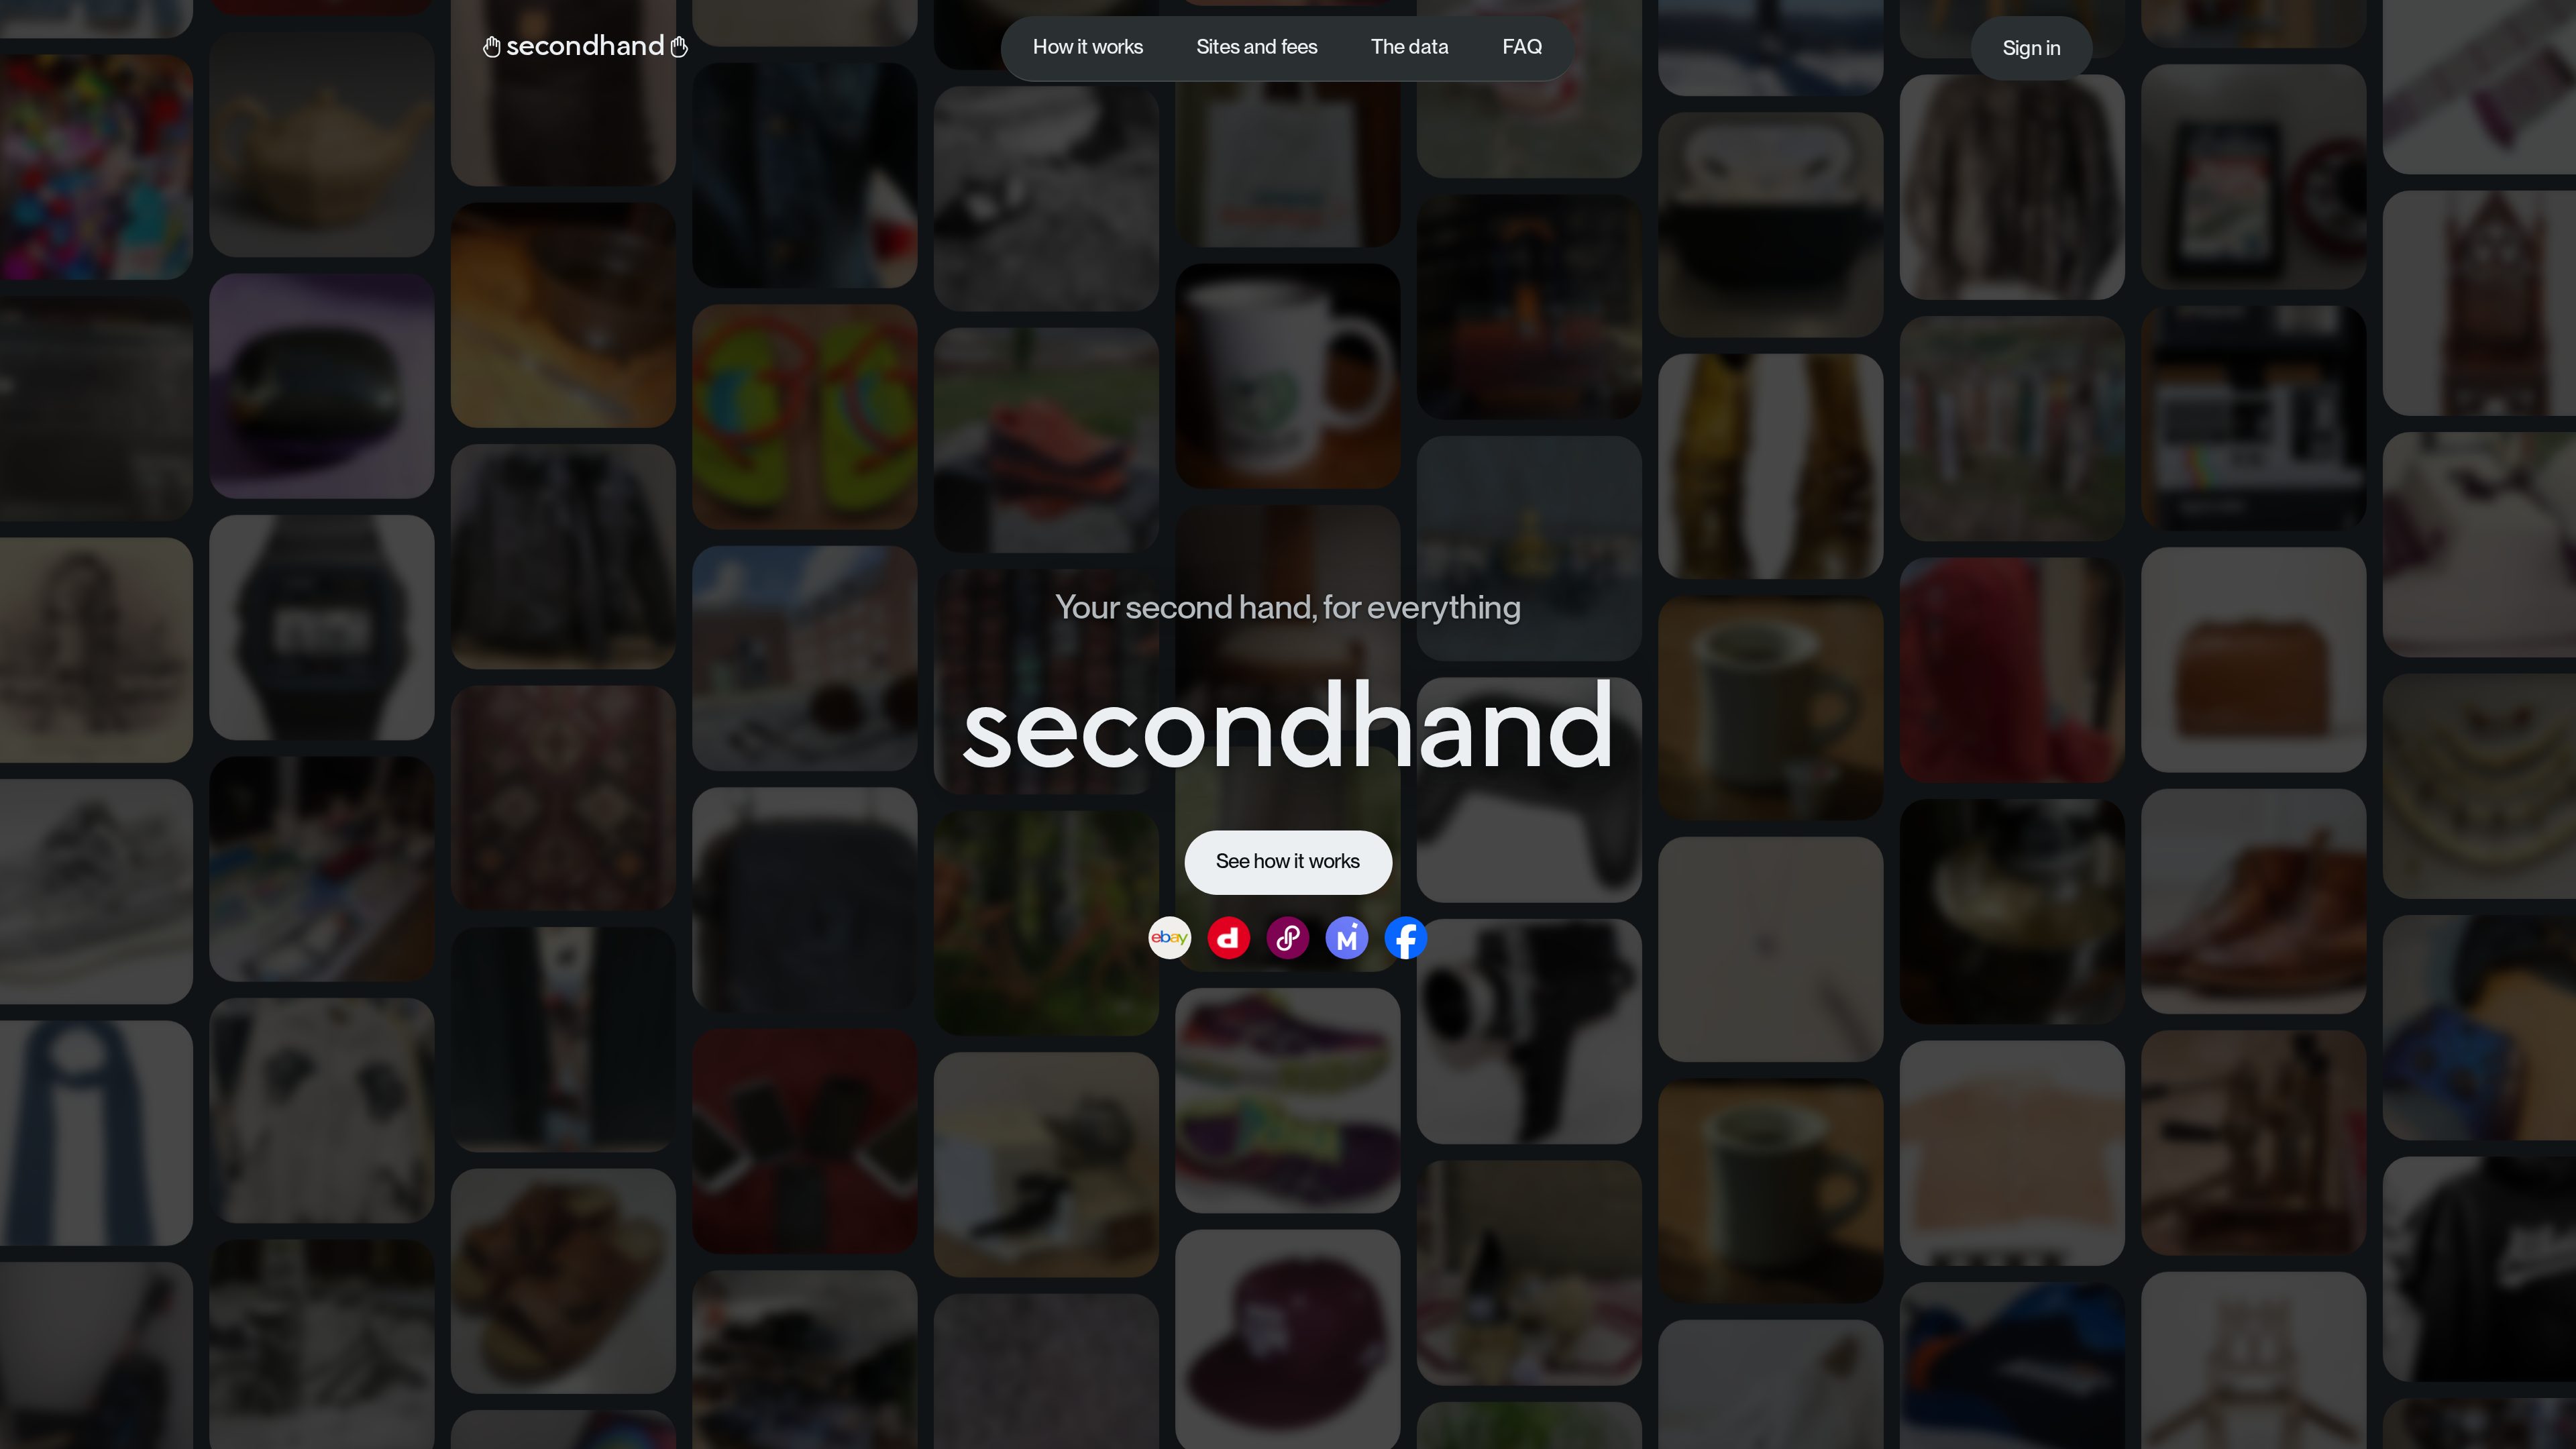 secondhand
How it works
Sites and fees
The data
FAQ
Sign in
Your second hand, for everything
secondhand
See how it works
ebay